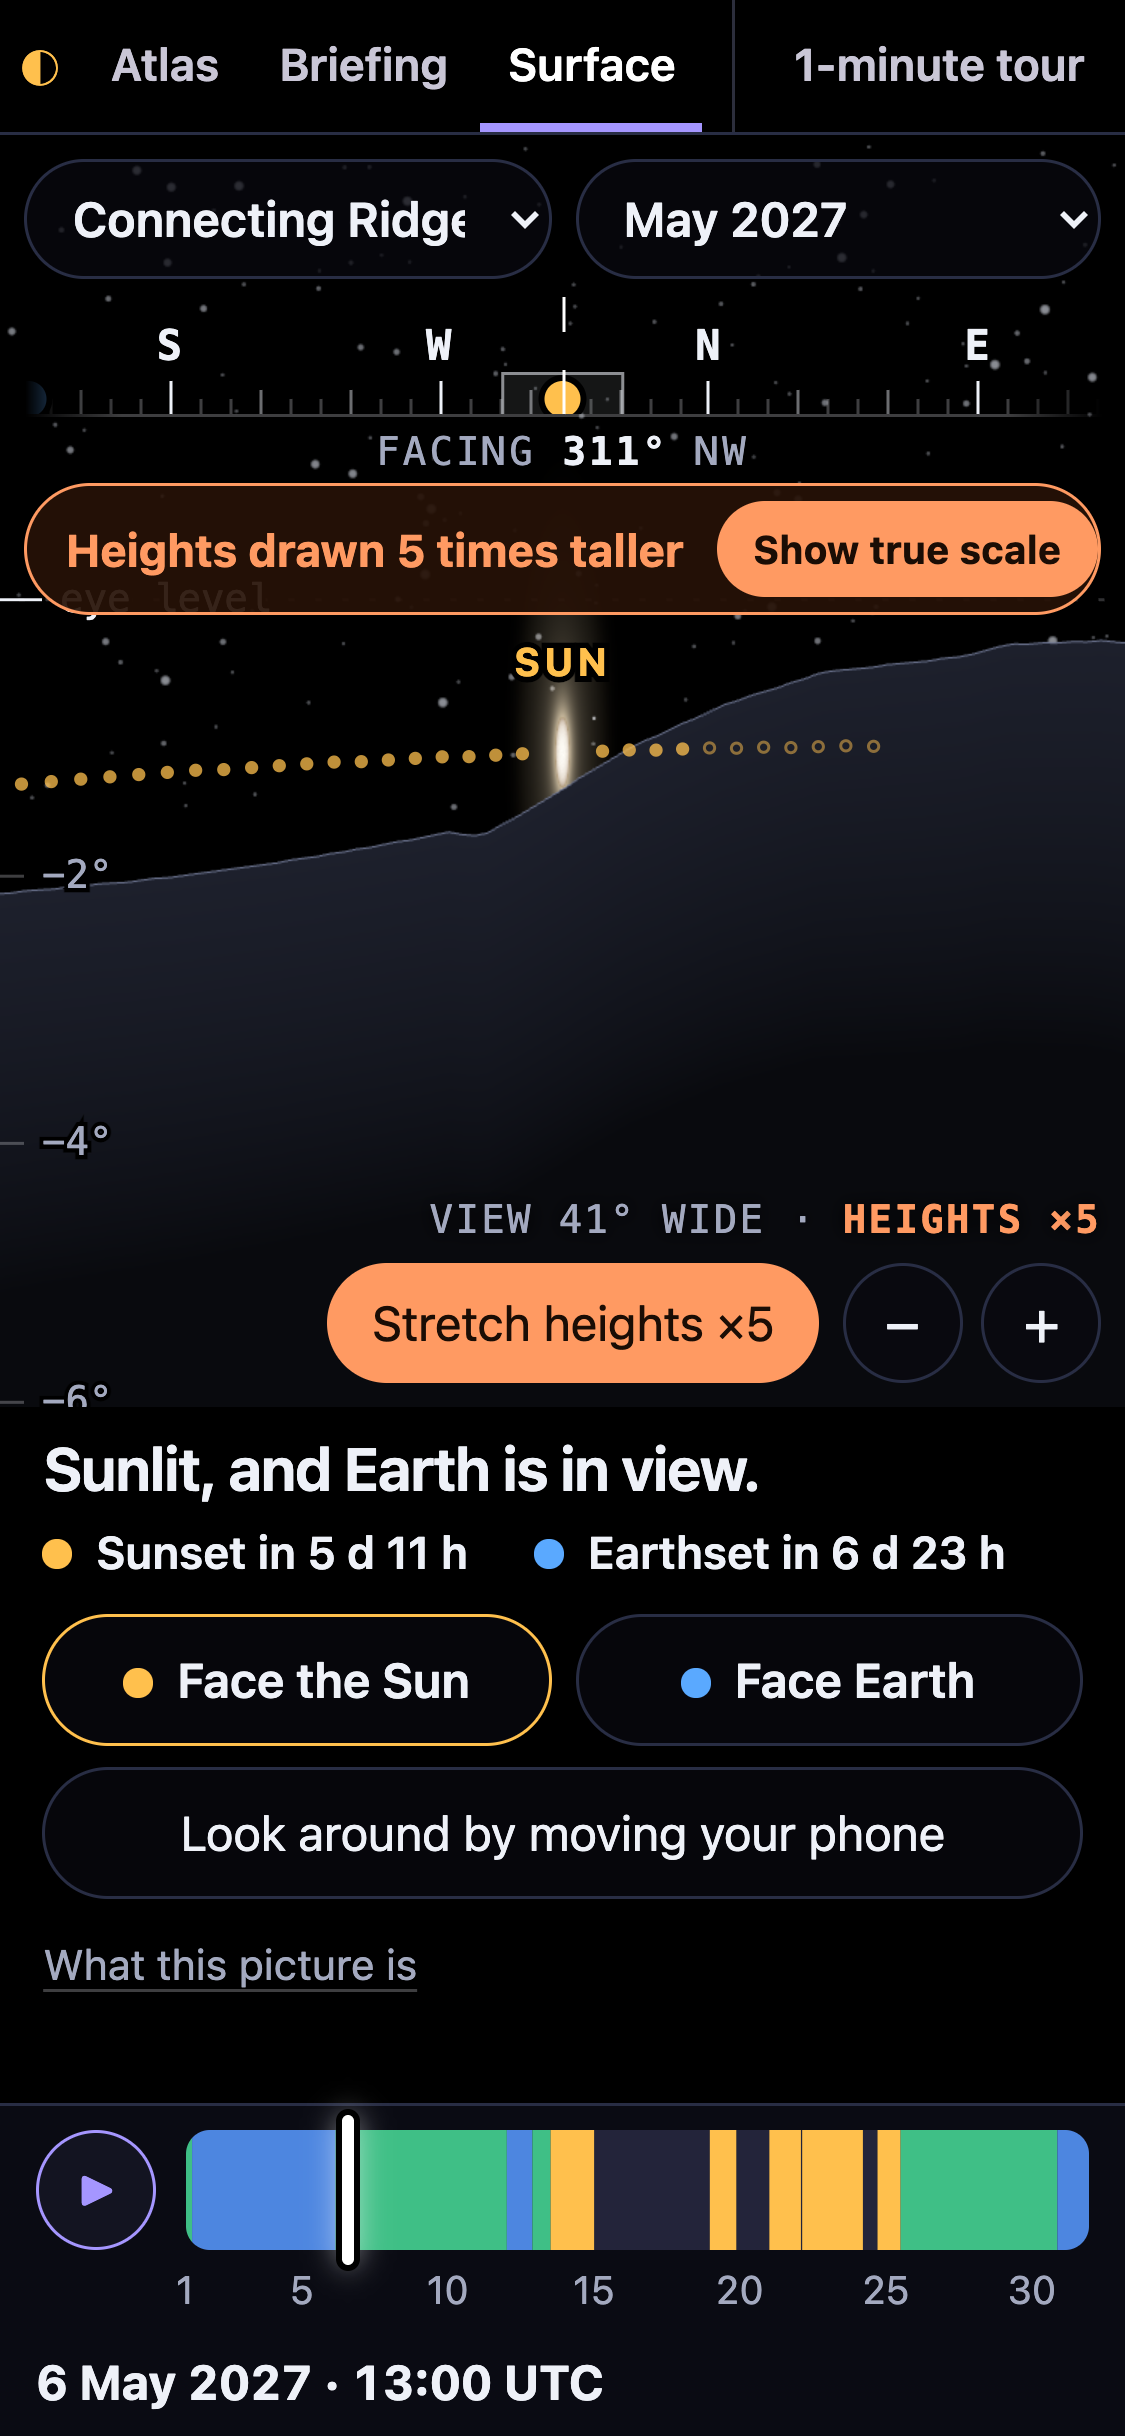 Atlas Briefing Surface 1-minute tour
Connecting Ridge May 2027
S W N E
FACING 311° NW
Heights drawn 5 times taller Show true scale
eye level
SUN
−2°
−4°
VIEW 41° WIDE · HEIGHTS ×5
Stretch heights ×5 − +
−6°
Sunlit, and Earth is in view.
Sunset in 5 d 11 h Earthset in 6 d 23 h
Face the Sun Face Earth
Look around by moving your phone
What this picture is
1 5 10 15 20 25 30
6 May 2027 · 13:00 UTC